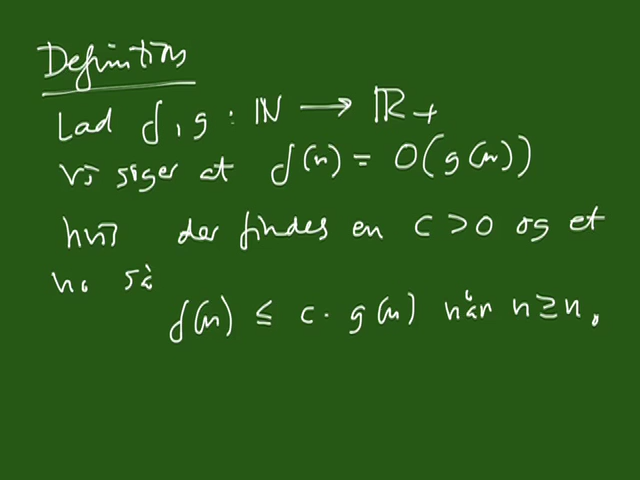 Definition
Lad f, g : ℕ → ℝ+
Vi siger at f(n) = O(g(n))
hvis der findes en c > 0 og et
n₀ så
f(n) ≤ c · g(n) når n ≥ n₀